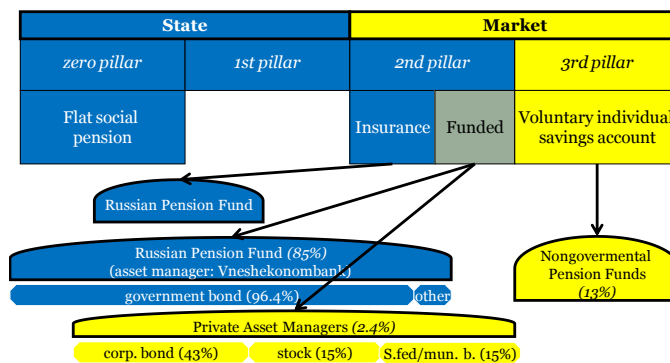 State
Market
zero pillar
1st pillar
2nd pillar
3rd pillar
Flat social
pension
Insurance
Funded
Voluntary individual
savings account
Russian Pension Fund
Russian Pension Fund (85%)
(asset manager: Vneshekonombank)
government bond (96.4%)
other
Nongovermental
Pension Funds
(13%)
Private Asset Managers (2.4%)
corp. bond (43%)
stock (15%)
S.fed/mun. b. (15%)